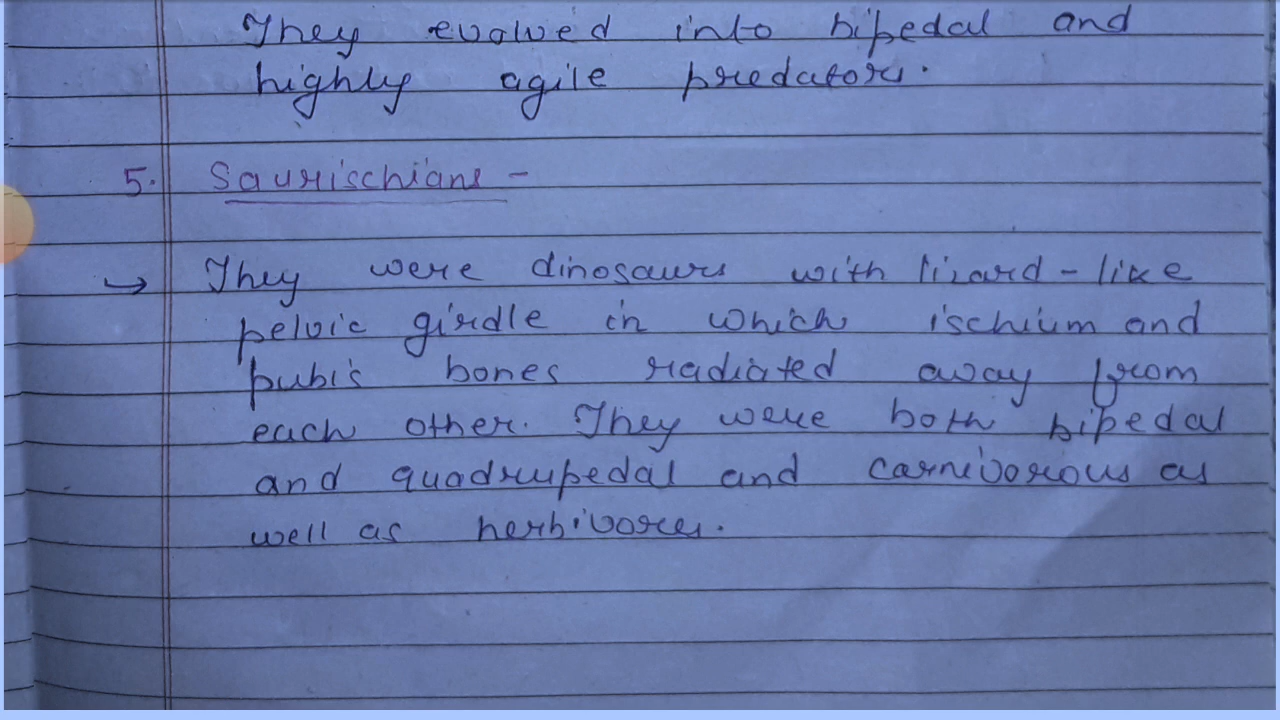 They evolved into bipedal and
highly agile predators.
5. Saurischians -
→ They were dinosaurs with lizard-like
pelvic girdle in which ischium and
pubis bones radiated away from
each other. They were both bipedal
and quadrupedal and carnivorous as
well as herbivores.